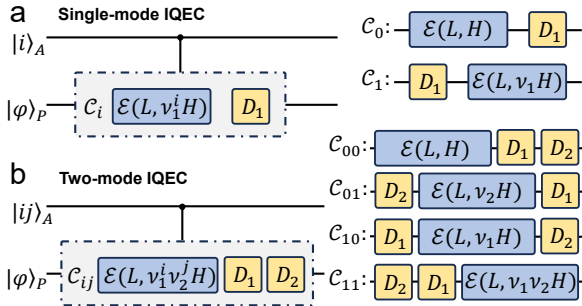 a Single-mode IQEC
|i⟩_A
|φ⟩_P 𝒞_i ℰ(L, ν_1^i H) D_1
𝒞_0: ℰ(L, H) D_1
𝒞_1: D_1 ℰ(L, ν_1 H)
b Two-mode IQEC
|ij⟩_A
|φ⟩_P 𝒞_ij ℰ(L, ν_1^i ν_2^j H) D_1 D_2
𝒞_00: ℰ(L, H) D_1 D_2
𝒞_01: D_2 ℰ(L, ν_2 H) D_1
𝒞_10: D_1 ℰ(L, ν_1 H) D_2
𝒞_11: D_2 D_1 ℰ(L, ν_1 ν_2 H)